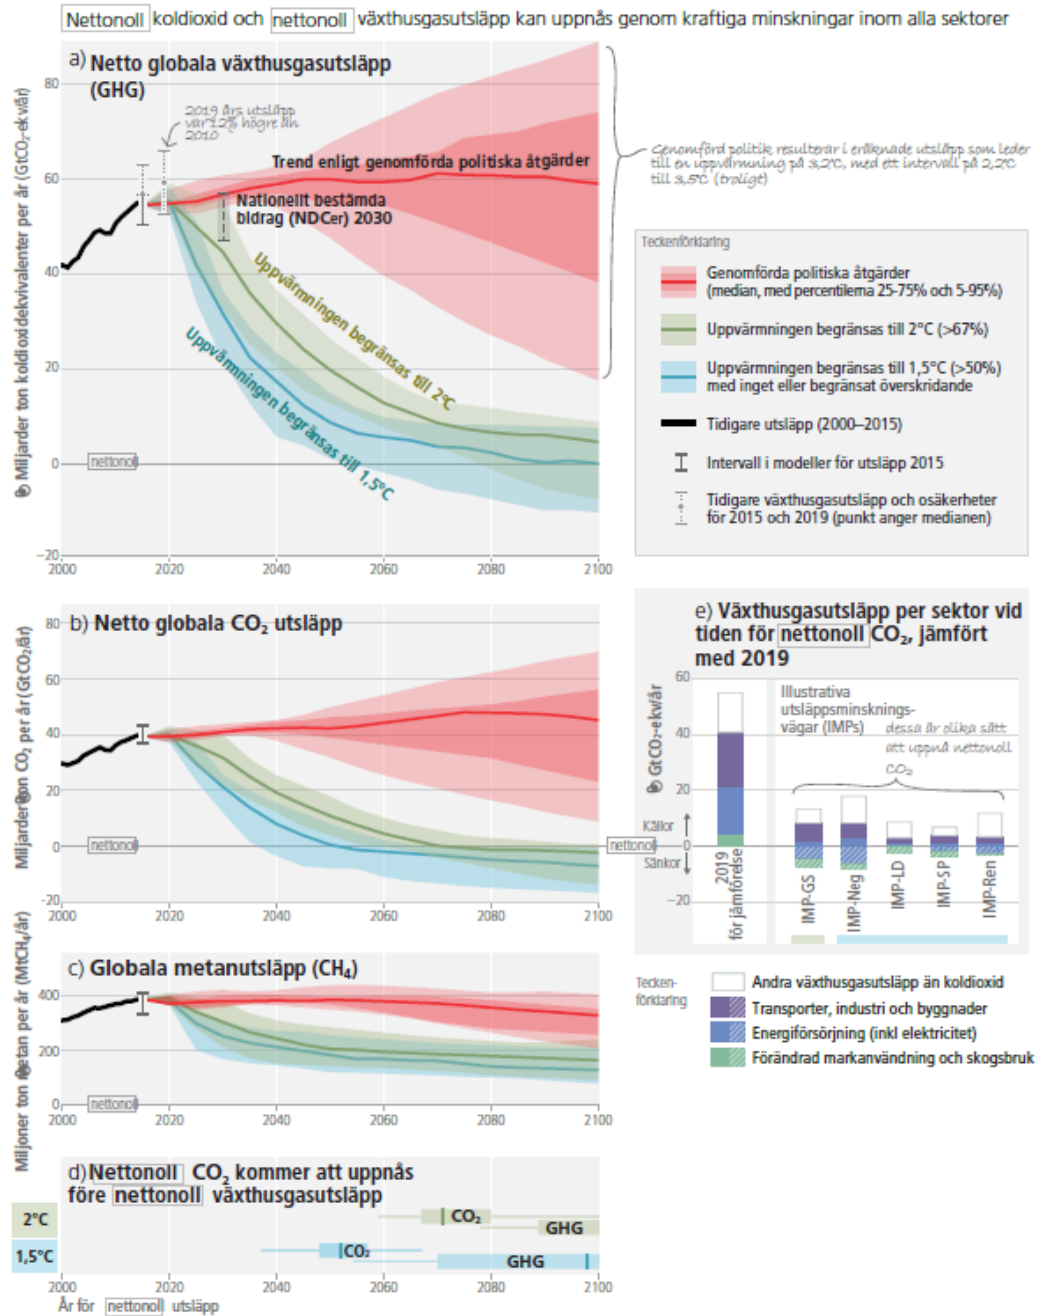 Nettonoll koldioxid och nettonoll växthusgasutsläpp kan uppnås genom kraftiga minskningar inom alla sektorer
a) Netto globala växthusgasutsläpp
(GHG)
Miljarder ton koldioxidekvivalenter per år (GtCO₂-ekv/år)
80
60
40
20
0
−20
2019 års utsläpp
var 12% högre än
2010
Trend enligt genomförda politiska åtgärder
Nationellt bestämda
bidrag (NDCer) 2030
Uppvärmningen begränsas till 2°C
Uppvärmningen begränsas till 1,5°C
nettonoll
2000
2020
2040
2060
2080
2100
Genomförd politik resulterar i eräknade utsläpp som leder
till en uppvärmning på 3,2°C, med ett intervall på 2,2°C
till 3,5°C (troligt)
Teckenförklaring
Genomförda politiska åtgärder
(median, med percentilerna 25-75% och 5-95%)
Uppvärmningen begränsas till 2°C (>67%)
Uppvärmningen begränsas till 1,5°C (>50%)
med inget eller begränsat överskridande
Tidigare utsläpp (2000–2015)
Intervall i modeller för utsläpp 2015
Tidigare växthusgasutsläpp och osäkerheter
för 2015 och 2019 (punkt anger medianen)
b) Netto globala CO₂ utsläpp
Miljarder ton CO₂ per år (GtCO₂/år)
80
60
40
20
0
-20
nettonoll
2000
2020
2040
2060
2080
2100
c) Globala metanutsläpp (CH₄)
Miljoner ton metan per år (MtCH₄/år)
400
200
0
nettonoll
2000
2020
2040
2060
2080
2100
d) Nettonoll CO₂ kommer att uppnås
före nettonoll växthusgasutsläpp
2°C
CO₂
GHG
1,5°C
CO₂
GHG
2000
2020
2040
2060
2080
2100
År för nettonoll utsläpp
e) Växthusgasutsläpp per sektor vid
tiden för nettonoll CO₂, jämfört
med 2019
GtCO₂-ekv/år
60
40
20
0
−20
nettonoll
Källor
Sänkor
Illustrativa
utsläppsminsknings-
vägar (IMPs)
dessa är olika sätt
att uppnå nettonoll
CO₂
2019
för jämförelse
IMP-GS
IMP-Neg
IMP-LD
IMP-SP
IMP-Ren
Tecken-
förklaring
Andra växthusgasutsläpp än koldioxid
Transporter, industri och byggnader
Energiförsörjning (inkl elektricitet)
Förändrad markanvändning och skogsbruk